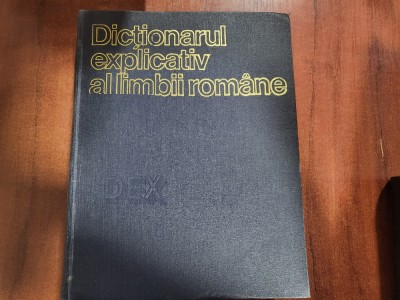 Dicționarul
explicativ
al limbii române
DEX